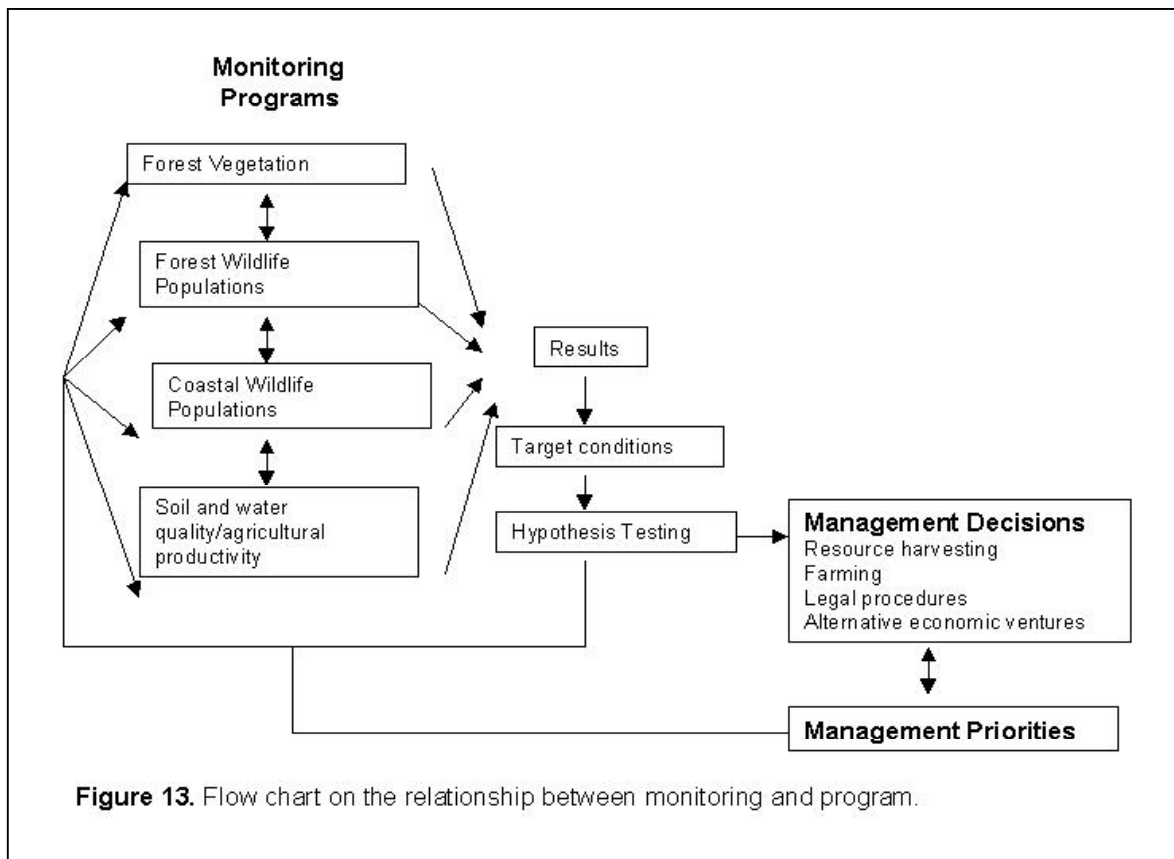 Monitoring
Programs
Forest Vegetation
Forest Wildlife
Populations
Coastal Wildlife
Populations
Soil and water
quality/agricultural
productivity
Results
Target conditions
Hypothesis Testing
Management Decisions
Resource harvesting
Farming
Legal procedures
Alternative economic ventures
Management Priorities
Figure 13. Flow chart on the relationship between monitoring and program.